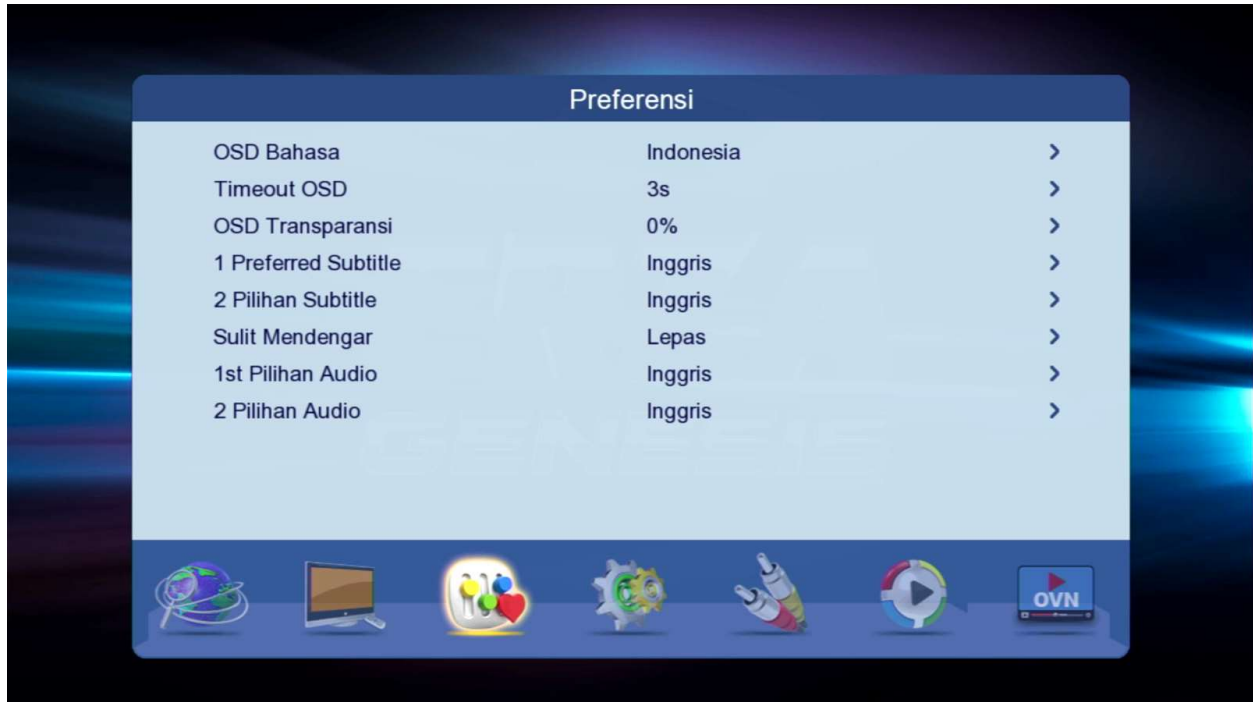 Preferensi
OSD Bahasa Indonesia
Timeout OSD 3s
OSD Transparansi 0%
1 Preferred Subtitle Inggris
2 Pilihan Subtitle Inggris
Sulit Mendengar Lepas
1st Pilihan Audio Inggris
2 Pilihan Audio Inggris
GENESIS
OVN